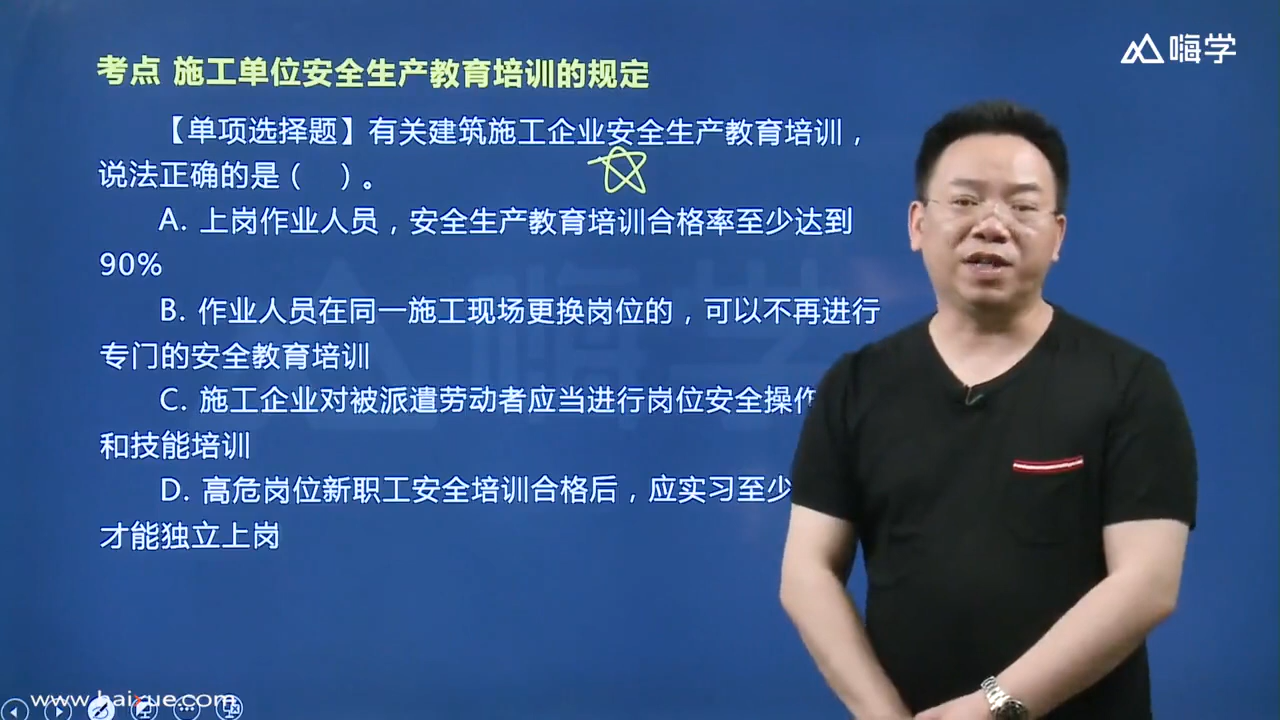 嗨学
考点 施工单位安全生产教育培训的规定
【单项选择题】有关建筑施工企业安全生产教育培训，
说法正确的是（ ）。
A. 上岗作业人员，安全生产教育培训合格率至少达到
90%
B. 作业人员在同一施工现场更换岗位的，可以不再进行
专门的安全教育培训
C. 施工企业对被派遣劳动者应当进行岗位安全操作
和技能培训
D. 高危岗位新职工安全培训合格后，应实习至少
才能独立上岗
嗨学
www.haixue.com